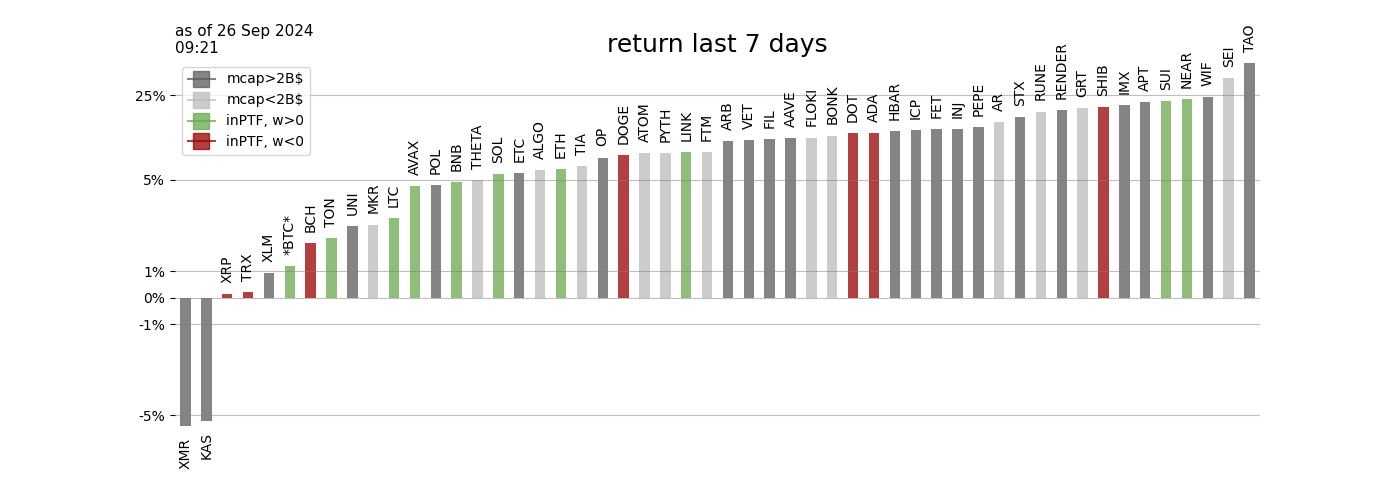 as of 26 Sep 2024
09:21
return last 7 days
mcap>2B$
mcap<2B$
inPTF, w>0
inPTF, w<0
25%
5%
1%
0%
-1%
-5%
XMR
KAS
XRP
TRX
XLM
*BTC*
BCH
TON
UNI
MKR
LTC
AVAX
POL
BNB
THETA
SOL
ETC
ALGO
ETH
TIA
OP
DOGE
ATOM
PYTH
LINK
FTM
ARB
VET
FIL
AAVE
FLOKI
BONK
DOT
ADA
HBAR
ICP
FET
INJ
PEPE
AR
STX
RUNE
RENDER
GRT
SHIB
IMX
APT
SUI
NEAR
WIF
SEI
TAO